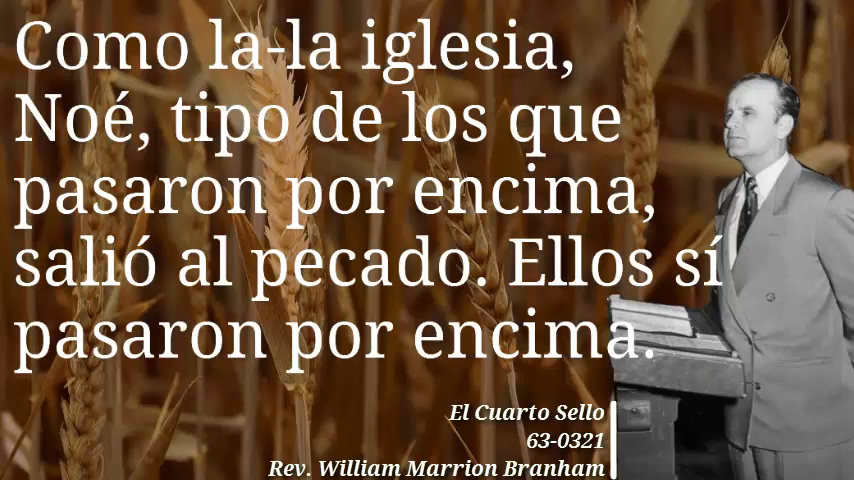 Como la-la iglesia,
Noé, tipo de los que
pasaron por encima,
salió al pecado. Ellos sí
pasaron por encima.
El Cuarto Sello
63-0321
Rev. William Marrion Branham